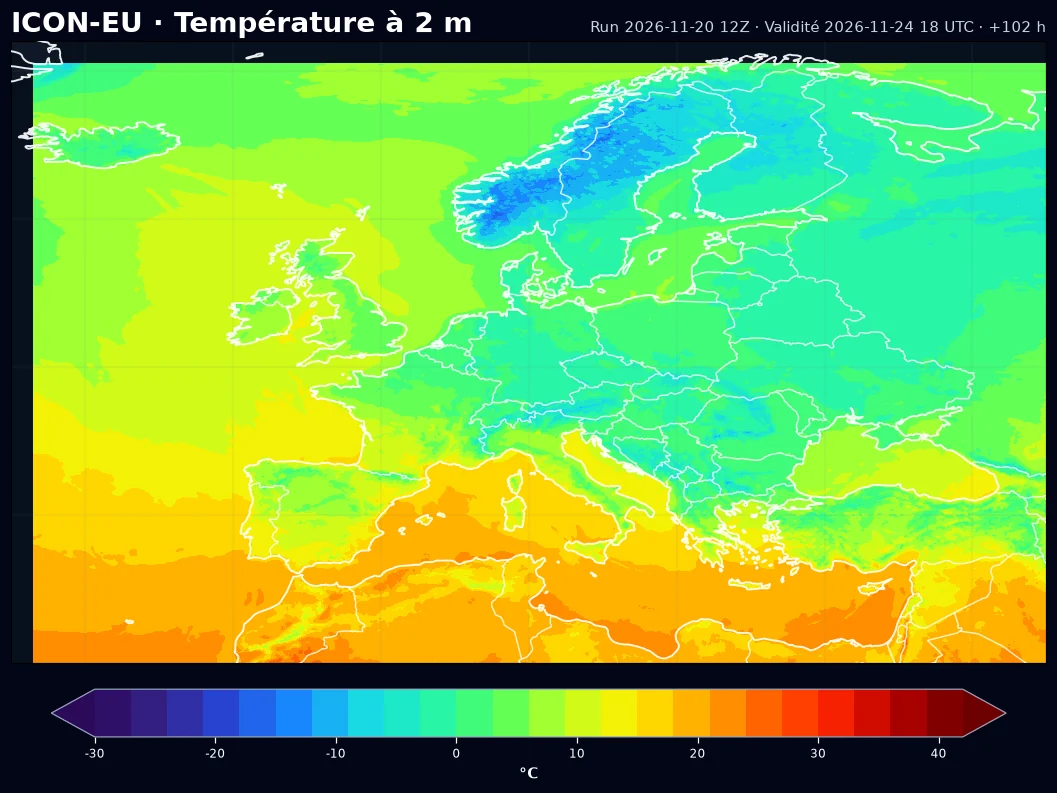 ICON-EU · Température à 2 m
Run 2026-11-20 12Z · Validité 2026-11-24 18 UTC · +102 h
-30 -20 -10 0 10 20 30 40
°C